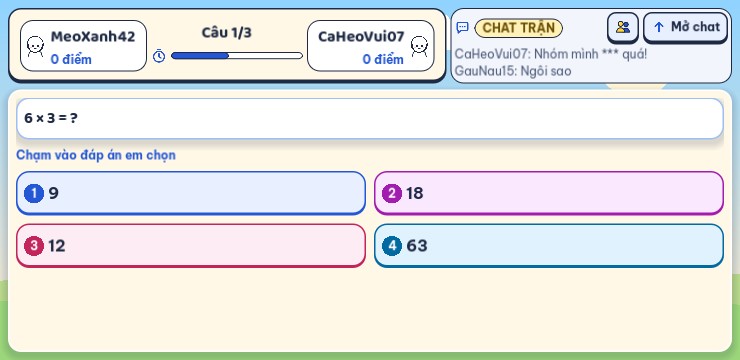 MeoXanh42
0 điểm
Câu 1/3
CaHeoVui07
0 điểm
CHAT TRẬN
Mở chat
CaHeoVui07: Nhóm mình *** quá!
GauNau15: Ngôi sao
6 × 3 = ?
Chạm vào đáp án em chọn
1 9
2 18
3 12
4 63